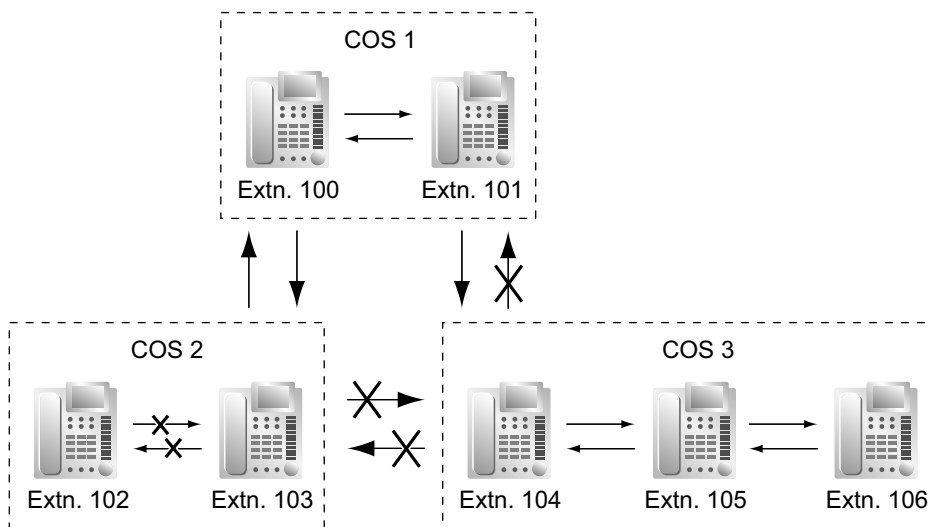 COS 1
Extn. 100 Extn. 101
COS 2
Extn. 102 Extn. 103
COS 3
Extn. 104 Extn. 105 Extn. 106